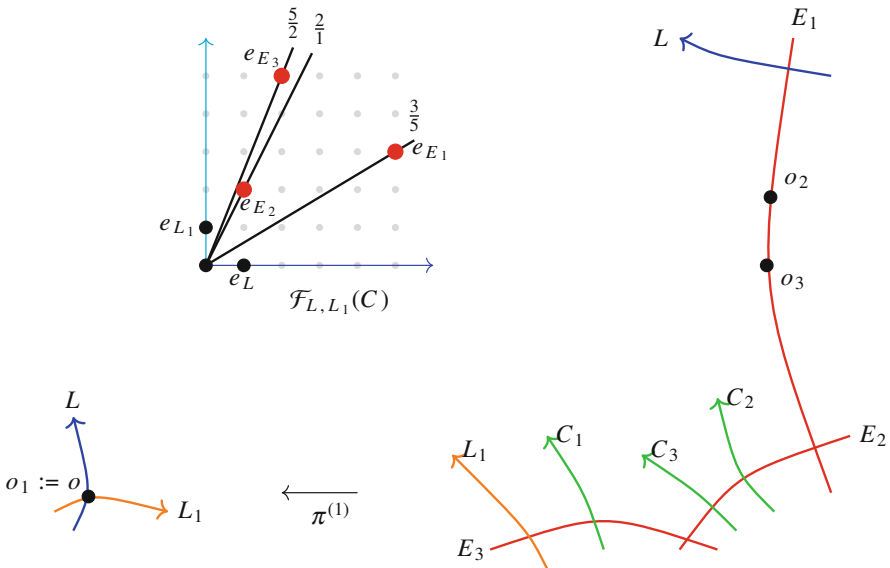 5/2
2/1
e_{E_3}
3/5
e_{E_1}
e_{E_2}
e_{L_1}
e_L
\mathcal{F}_{L,L_1}(C)
E_1
L
o_2
o_3
L
o_1 := o
L_1
π^{(1)}
L_1
C_1
C_3
C_2
E_2
E_3